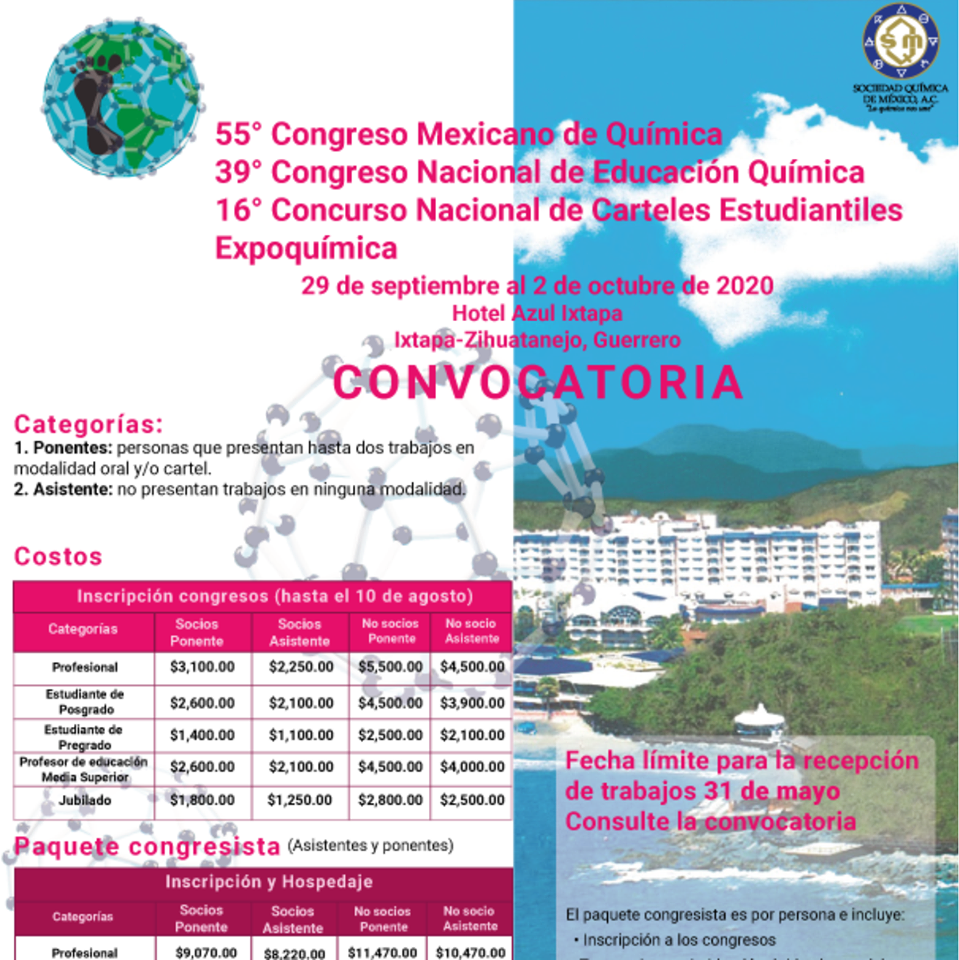 SOCIEDAD QUÍMICA
DE MÉXICO, A.C.
"La química nos une"
55° Congreso Mexicano de Química
39° Congreso Nacional de Educación Química
16° Concurso Nacional de Carteles Estudiantiles
Expoquímica
29 de septiembre al 2 de octubre de 2020
Hotel Azul Ixtapa
Ixtapa-Zihuatanejo, Guerrero
CONVOCATORIA
Categorías:
1. Ponentes: personas que presentan hasta dos trabajos en
modalidad oral y/o cartel.
2. Asistente: no presentan trabajos en ninguna modalidad.
Costos
Inscripción congresos (hasta el 10 de agosto)
Categorías Socios Ponente Socios Asistente No socios Ponente No socio Asistente
Profesional $3,100.00 $2,250.00 $5,500.00 $4,500.00
Estudiante de Posgrado $2,600.00 $2,100.00 $4,500.00 $3,900.00
Estudiante de Pregrado $1,400.00 $1,100.00 $2,500.00 $2,100.00
Profesor de educación Media Superior $2,600.00 $2,100.00 $4,500.00 $4,000.00
Jubilado $1,800.00 $1,250.00 $2,800.00 $2,500.00
Paquete congresista (Asistentes y ponentes)
Inscripción y Hospedaje
Categorías Socios Ponente Socios Asistente No socios Ponente No socio Asistente
Profesional $9,070.00 $8,220.00 $11,470.00 $10,470.00
Fecha límite para la recepción
de trabajos 31 de mayo
Consulte la convocatoria
El paquete congresista es por persona e incluye:
• Inscripción a los congresos